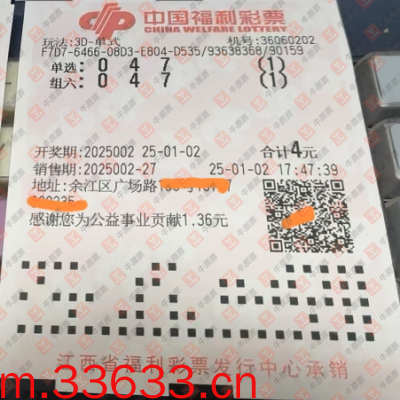 中国福利彩票
CHINA WELFARE LOTTERY
玩法:3D-单式 机号:36060202
F7D7-6466-0803-E804-D535/93638368/90159
单选: 0 4 7 (1)
组六: 0 4 7 (1)
开奖期:2025002 25-01-02 合计4元
销售期:2025002-27 25-01-02 17:47:39
地址:余江区广场路
感谢您为公益事业贡献1.36元
江西省福利彩票发行中心承销
m.33633.cn